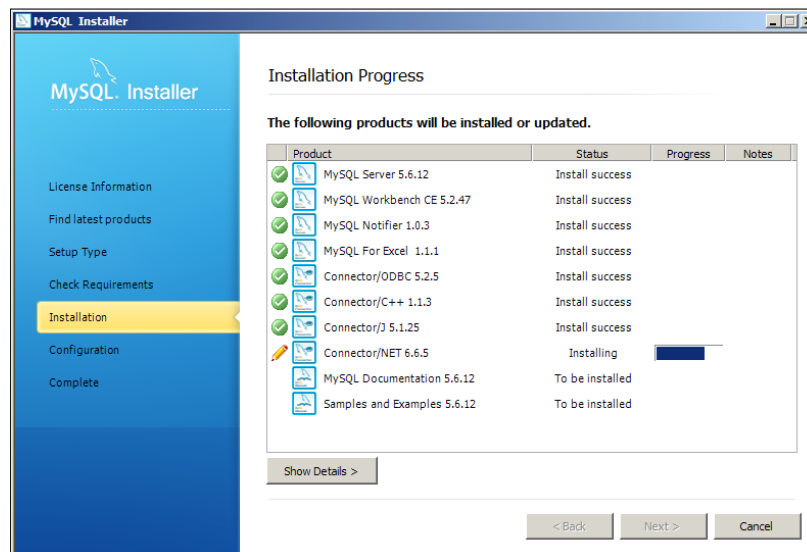 MySQL Installer
MySQL. Installer
License Information
Find latest products
Setup Type
Check Requirements
Installation
Configuration
Complete
Installation Progress
The following products will be installed or updated.
Product Status Progress Notes
MySQL Server 5.6.12 Install success
MySQL Workbench CE 5.2.47 Install success
MySQL Notifier 1.0.3 Install success
MySQL For Excel 1.1.1 Install success
Connector/ODBC 5.2.5 Install success
Connector/C++ 1.1.3 Install success
Connector/J 5.1.25 Install success
Connector/NET 6.6.5 Installing
MySQL Documentation 5.6.12 To be installed
Samples and Examples 5.6.12 To be installed
Show Details >
< Back Next > Cancel